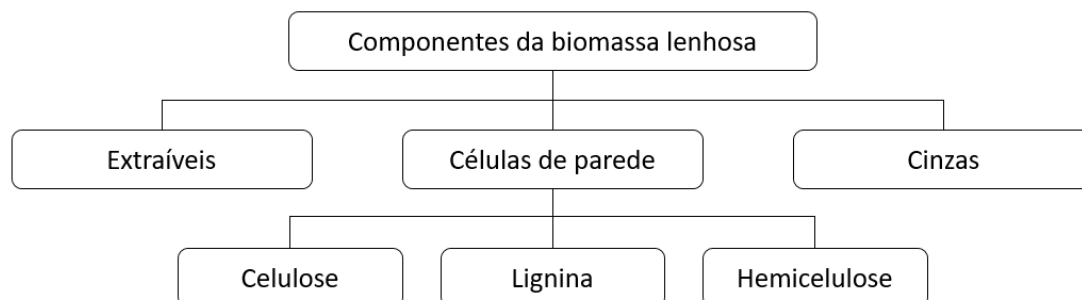 Componentes da biomassa lenhosa
Extraíveis
Células de parede
Cinzas
Celulose
Lignina
Hemicelulose